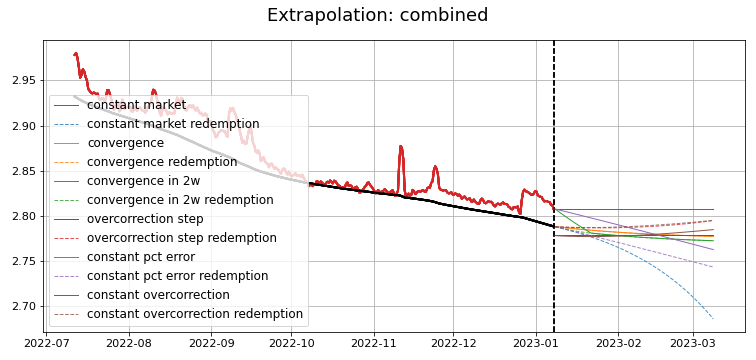 Extrapolation: combined
2.95
2.90
2.85
2.80
2.75
2.70
constant market
constant market redemption
convergence
convergence redemption
convergence in 2w
convergence in 2w redemption
overcorrection step
overcorrection step redemption
constant pct error
constant pct error redemption
constant overcorrection
constant overcorrection redemption
2022-07 2022-08 2022-09 2022-10 2022-11 2022-12 2023-01 2023-02 2023-03